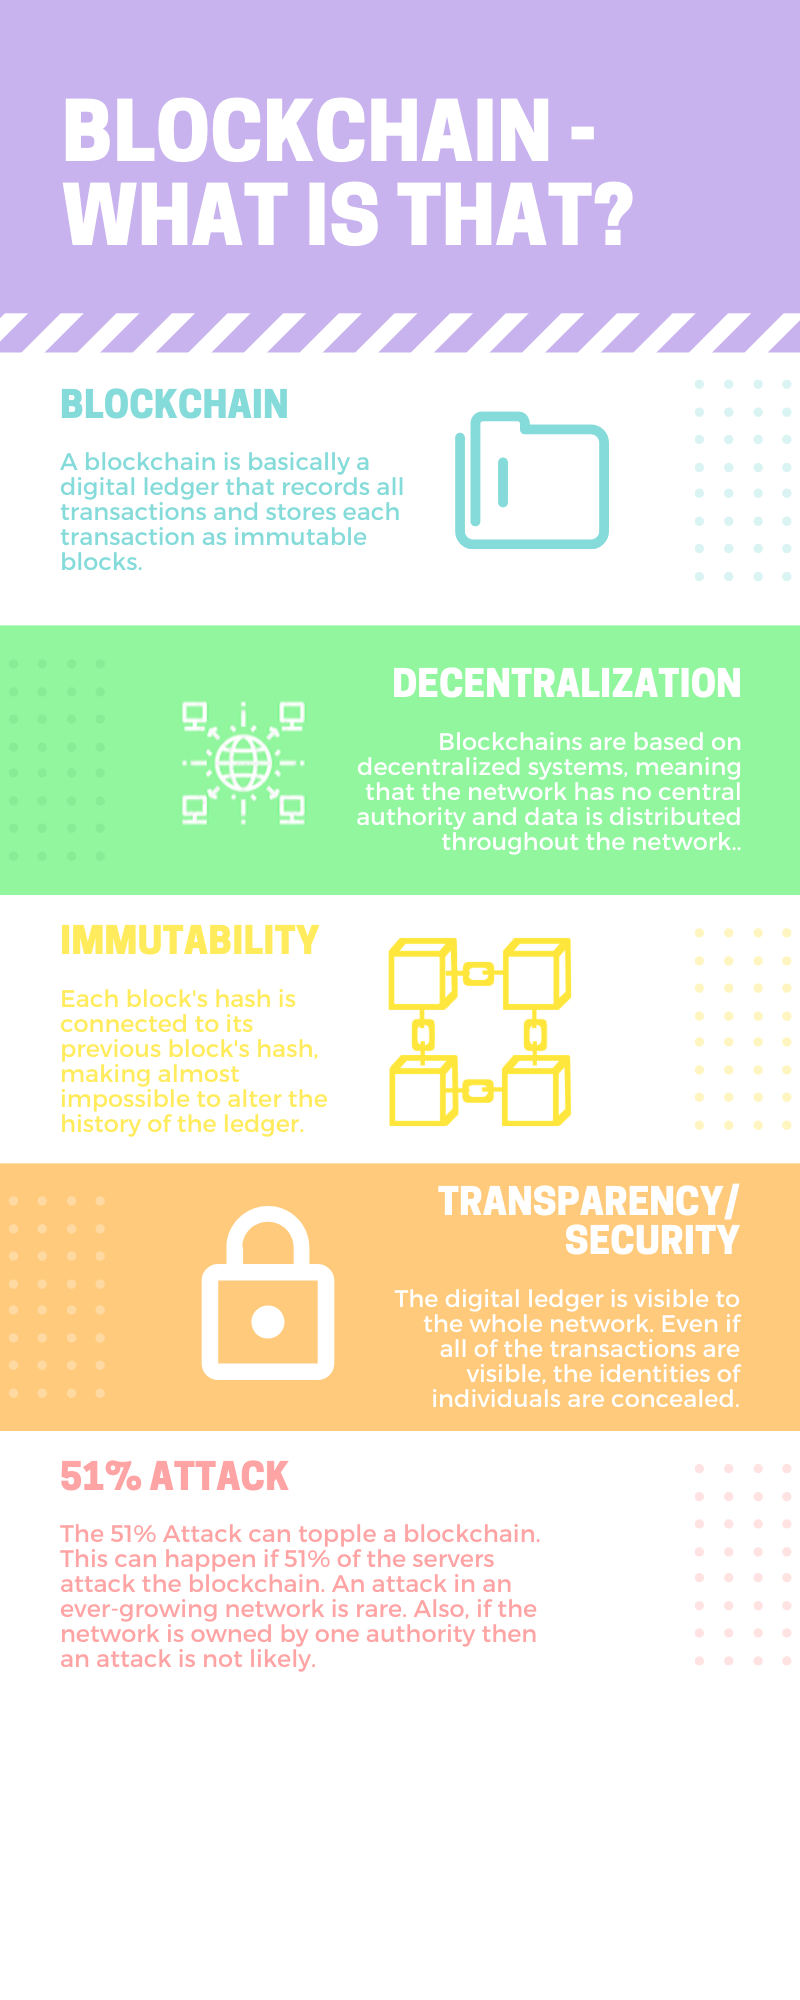 BLOCKCHAIN -
WHAT IS THAT?
BLOCKCHAIN
A blockchain is basically a
digital ledger that records all
transactions and stores each
transaction as immutable
blocks.
DECENTRALIZATION
Blockchains are based on
decentralized systems, meaning
that the network has no central
authority and data is distributed
throughout the network..
IMMUTABILITY
Each block's hash is
connected to its
previous block's hash,
making almost
impossible to alter the
history of the ledger.
TRANSPARENCY/
SECURITY
The digital ledger is visible to
the whole network. Even if
all of the transactions are
visible, the identities of
individuals are concealed.
51% ATTACK
The 51% Attack can topple a blockchain.
This can happen if 51% of the servers
attack the blockchain. An attack in an
ever-growing network is rare. Also, if the
network is owned by one authority then
an attack is not likely.